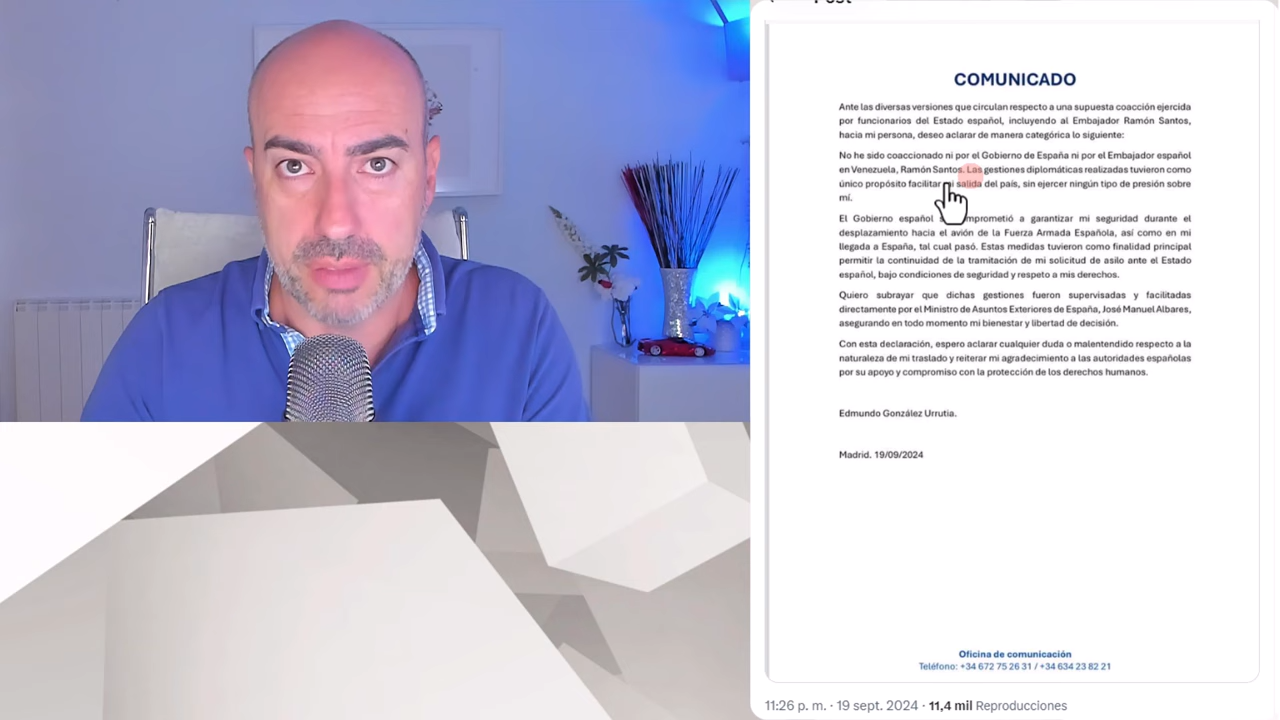 COMUNICADO
Ante las diversas versiones que circulan respecto a una supuesta coacción ejercida
por funcionarios del Estado español, incluyendo al Embajador Ramón Santos,
hacia mi persona, deseo aclarar de manera categórica lo siguiente:
No he sido coaccionado ni por el Gobierno de España ni por el Embajador español
en Venezuela, Ramón Santos. Las gestiones diplomáticas realizadas tuvieron como
único propósito facilitar mi salida del país, sin ejercer ningún tipo de presión sobre
mí.
El Gobierno español se comprometió a garantizar mi seguridad durante el
desplazamiento hacia el avión de la Fuerza Armada Española, así como en mi
llegada a España, tal cual pasó. Estas medidas tuvieron como finalidad principal
permitir la continuidad de la tramitación de mi solicitud de asilo ante el Estado
español, bajo condiciones de seguridad y respeto a mis derechos.
Quiero subrayar que dichas gestiones fueron supervisadas y facilitadas
directamente por el Ministro de Asuntos Exteriores de España, José Manuel Albares,
asegurando en todo momento mi bienestar y libertad de decisión.
Con esta declaración, espero aclarar cualquier duda o malentendido respecto a la
naturaleza de mi traslado y reiterar mi agradecimiento a las autoridades españolas
por su apoyo y compromiso con la protección de los derechos humanos.
Edmundo González Urrutia.
Madrid. 19/09/2024
Oficina de comunicación
Teléfono: +34 672 75 26 31 / +34 634 23 82 21
11:26 p. m. · 19 sept. 2024 · 11,4 mil Reproducciones